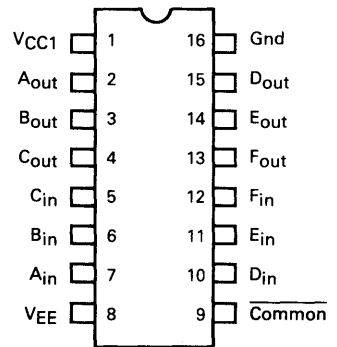 VCC1 1 16 Gnd
Aout 2 15 Dout
Bout 3 14 Eout
Cout 4 13 Fout
Cin 5 12 Fin
Bin 6 11 Ein
Ain 7 10 Din
VEE 8 9 Common